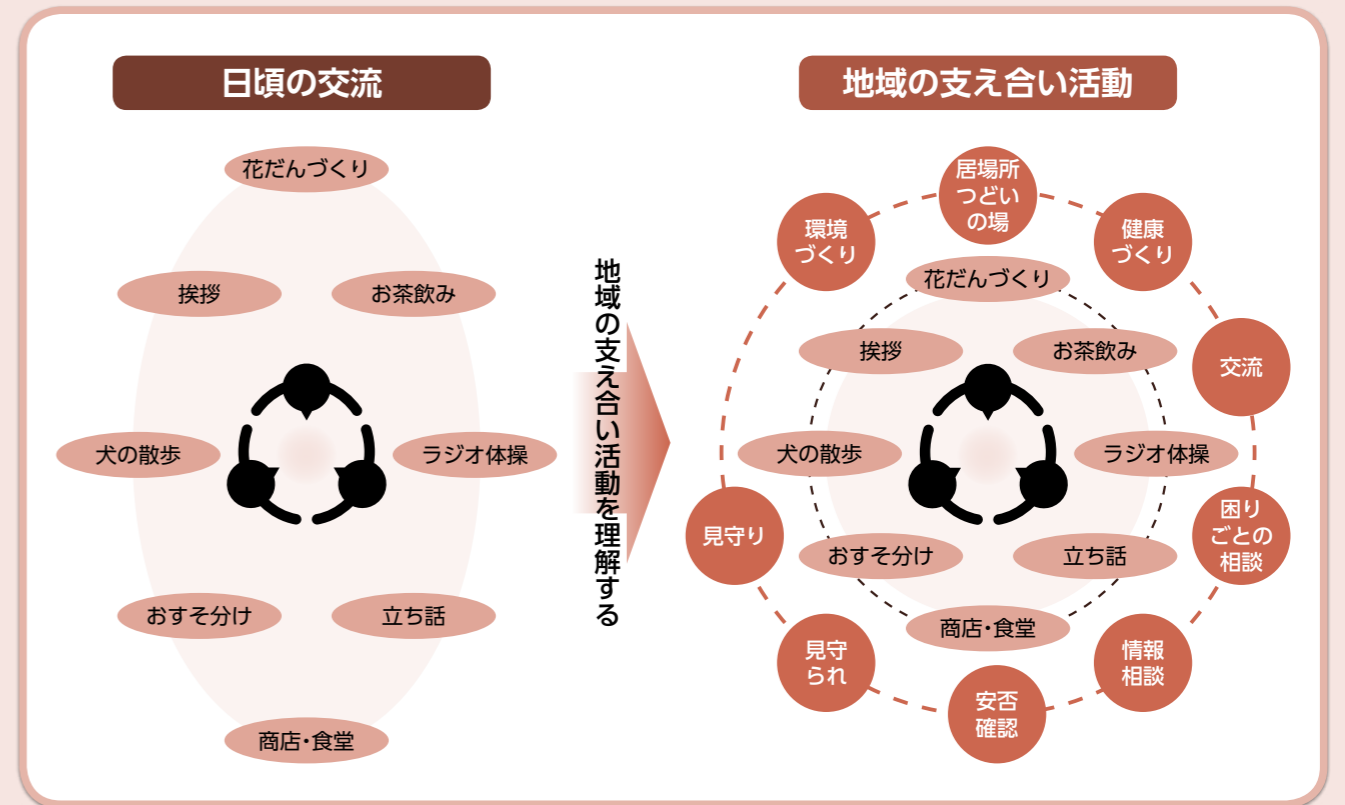 日頃の交流
花だんづくり
挨拶
お茶飲み
犬の散歩
ラジオ体操
おすそ分け
立ち話
商店・食堂
地域の支え合い活動を理解する
地域の支え合い活動
居場所
つどい
の場
環境
づくり
健康
づくり
花だんづくり
挨拶
お茶飲み
交流
犬の散歩
ラジオ体操
見守り
困り
ごとの
相談
おすそ分け
立ち話
商店・食堂
見守
られ
情報
相談
安否
確認